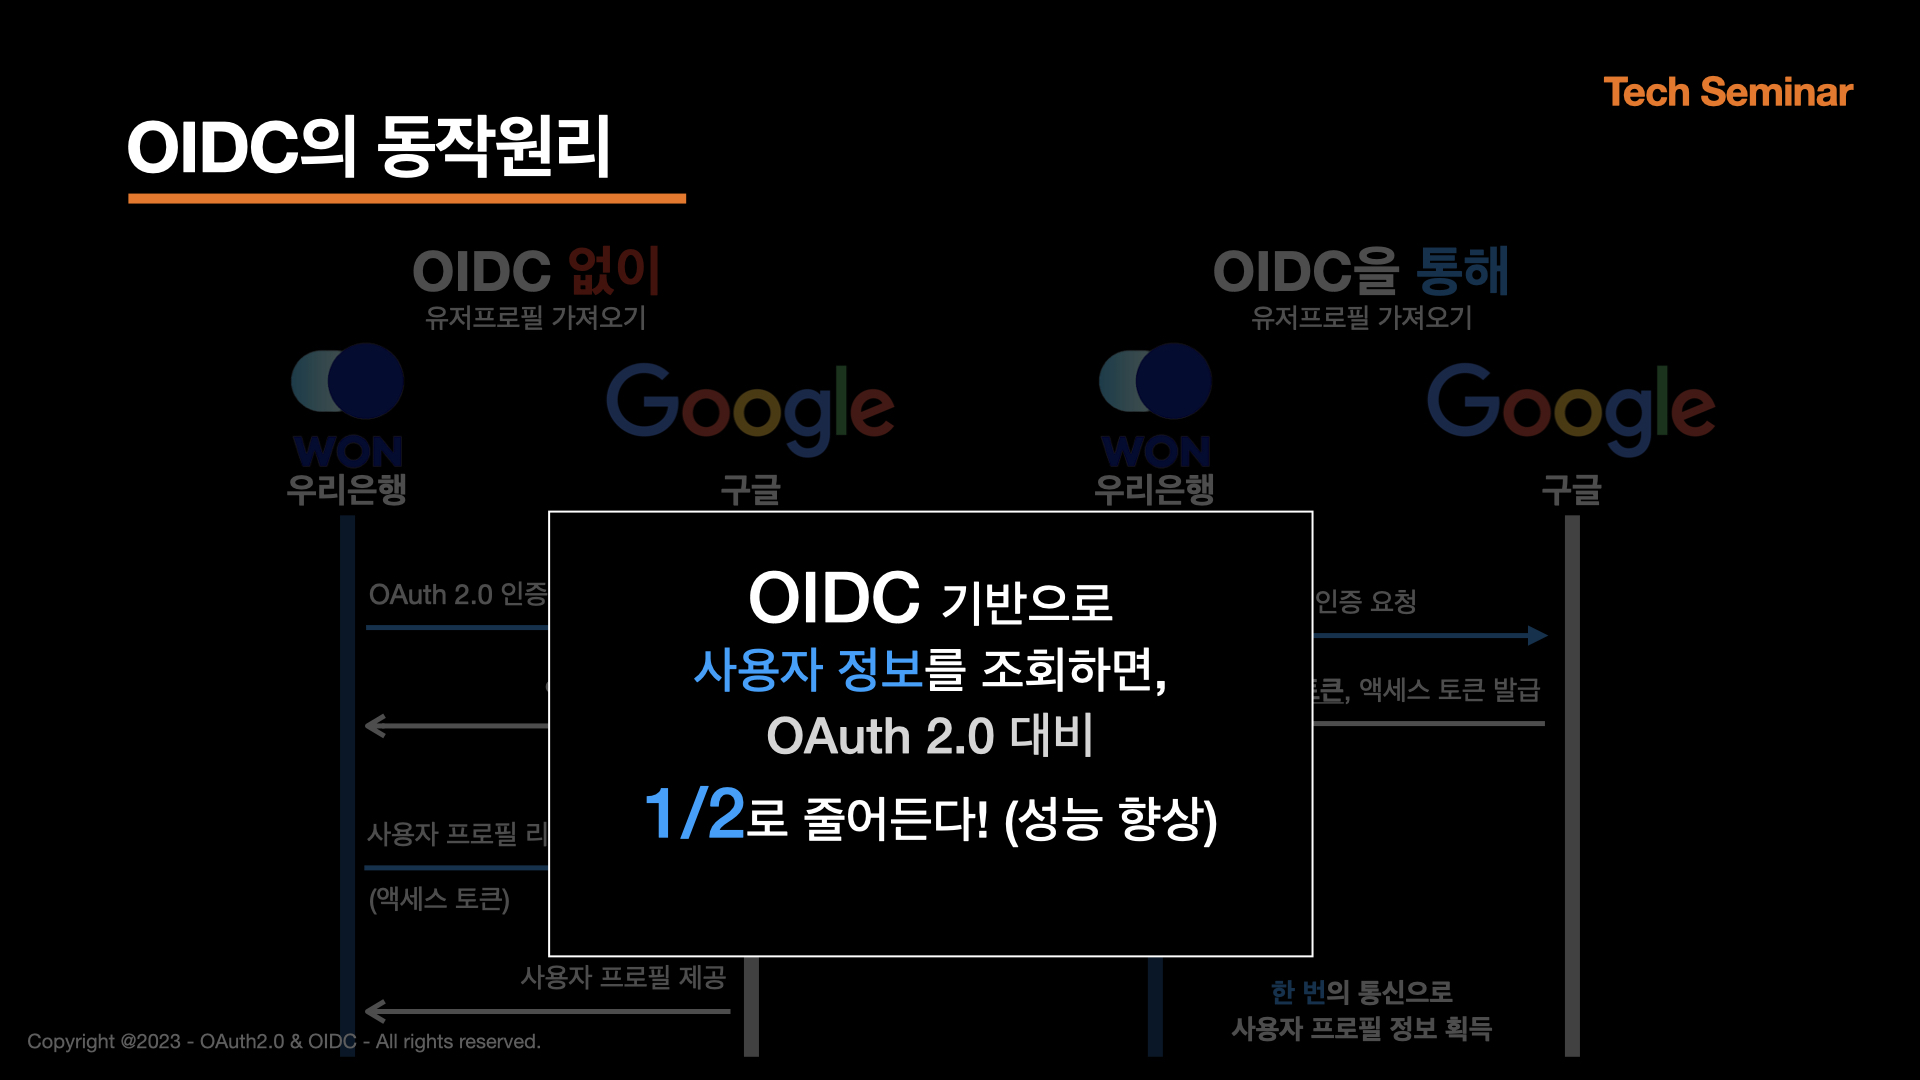 Tech Seminar
OIDC의 동작원리
OIDC 없이
유저프로필 가져오기
OIDC을 통해
유저프로필 가져오기
WON
우리은행
Google
구글
WON
우리은행
Google
구글
OAuth 2.0 인증
인증 요청
토큰, 액세스 토큰 발급
OIDC 기반으로
사용자 정보를 조회하면,
OAuth 2.0 대비
1/2로 줄어든다! (성능 향상)
사용자 프로필 리
(액세스 토큰)
사용자 프로필 제공
한 번의 통신으로
사용자 프로필 정보 획득
Copyright @2023 - OAuth2.0 & OIDC - All rights reserved.